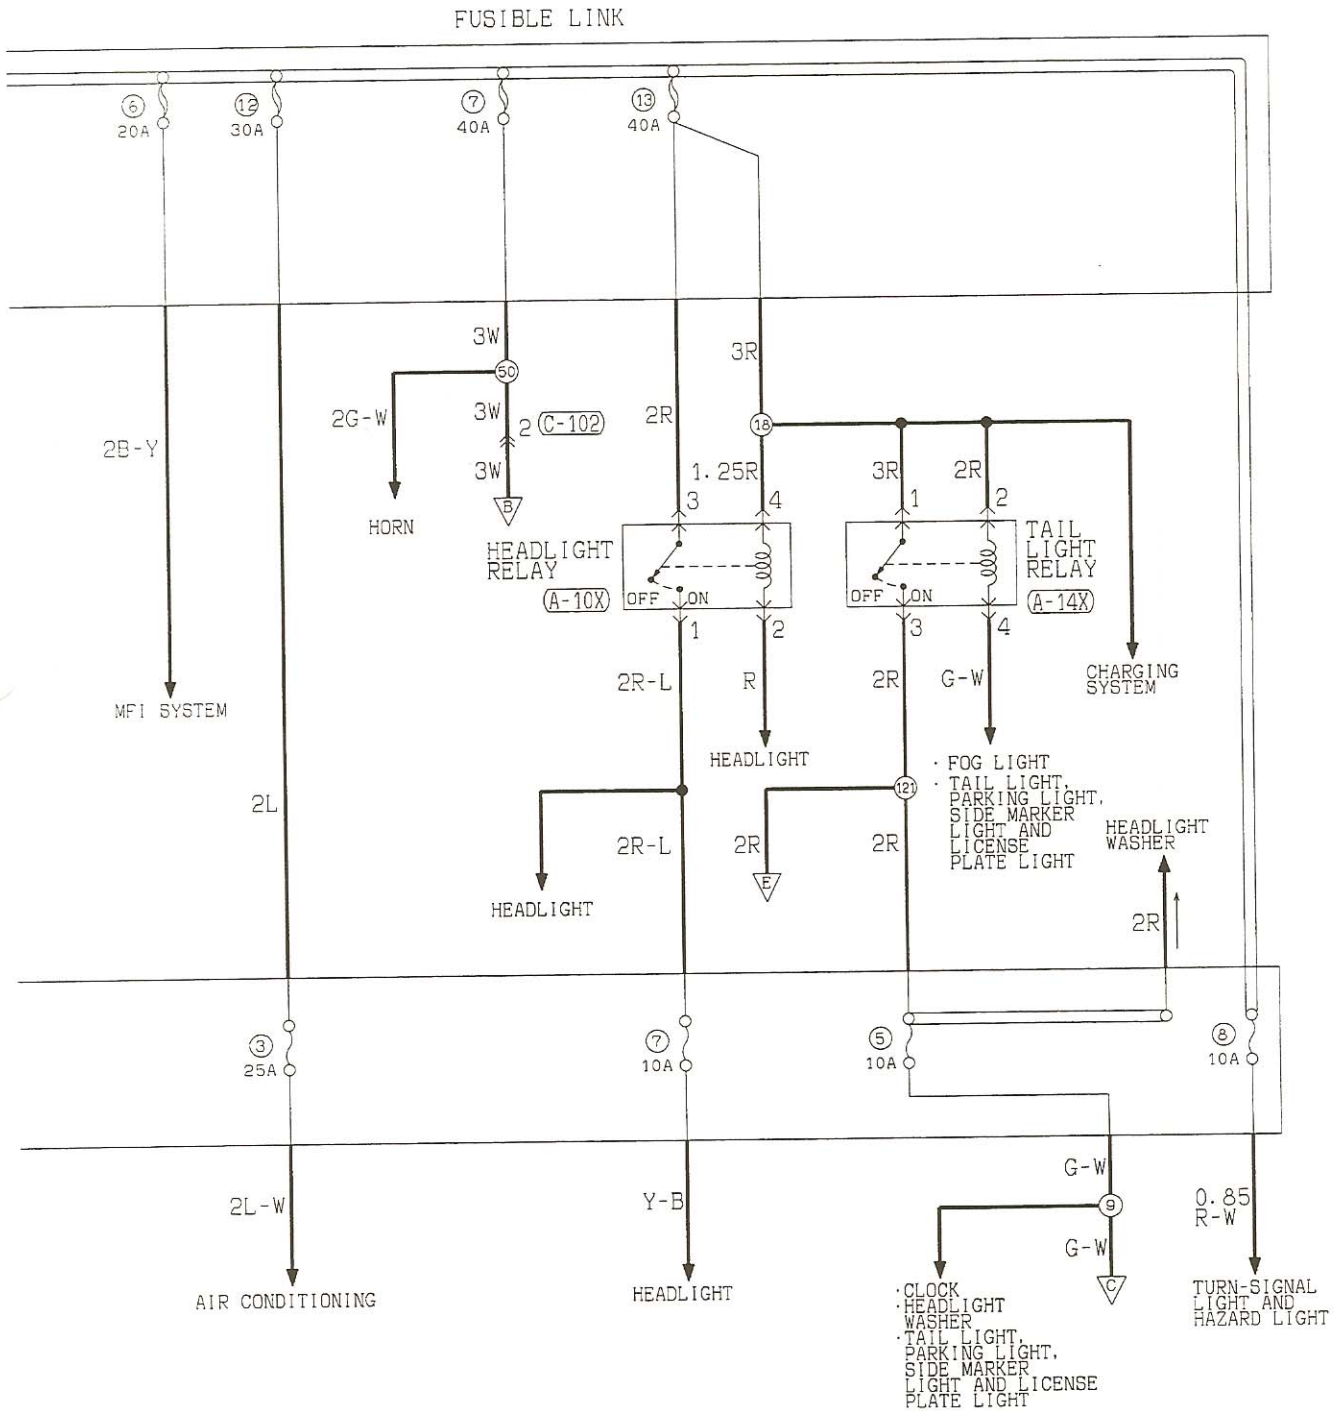 FUSIBLE LINK
6
20A
12
30A
7
40A
13
40A
3W
50
3R
2G-W
3W
2
C-102
2R
18
2B-Y
3W
1.25R
3R
2R
3
4
1
2
B
HORN
HEADLIGHT
RELAY
A-10X
OFF
ON
TAIL
LIGHT
RELAY
A-14X
OFF
ON
1
2
3
4
2R-L
R
2R
G-W
CHARGING
SYSTEM
MFI SYSTEM
HEADLIGHT
· FOG LIGHT
· TAIL LIGHT,
PARKING LIGHT,
SIDE MARKER
LIGHT AND
LICENSE
PLATE LIGHT
121
2L
2R-L
2R
2R
HEADLIGHT
WASHER
E
HEADLIGHT
2R
3
25A
7
10A
5
10A
8
10A
2L-W
Y-B
G-W
9
G-W
0.85
R-W
C
AIR CONDITIONING
HEADLIGHT
·CLOCK
·HEADLIGHT
WASHER
·TAIL LIGHT,
PARKING LIGHT,
SIDE MARKER
LIGHT AND LICENSE
PLATE LIGHT
TURN-SIGNAL
LIGHT AND
HAZARD LIGHT